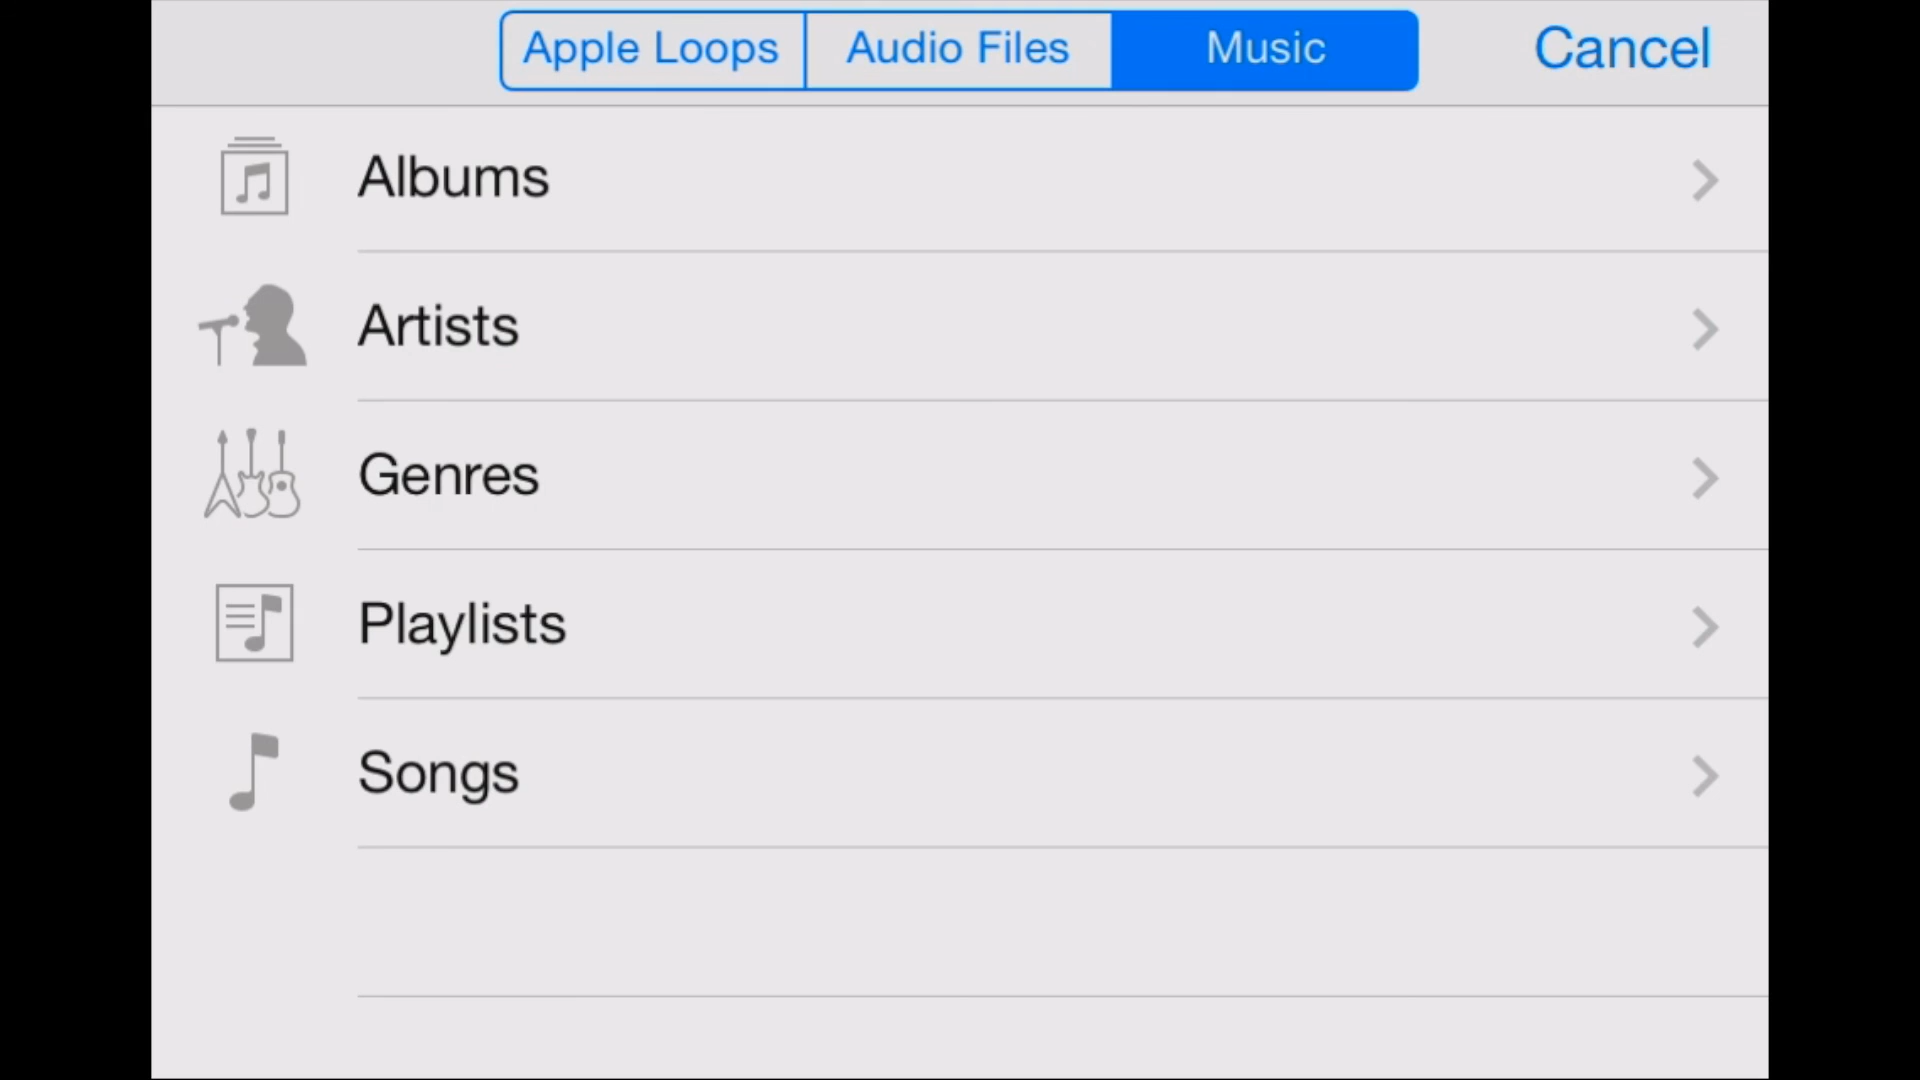 Apple Loops Audio Files Music Cancel
Albums
Artists
Genres
Playlists
Songs